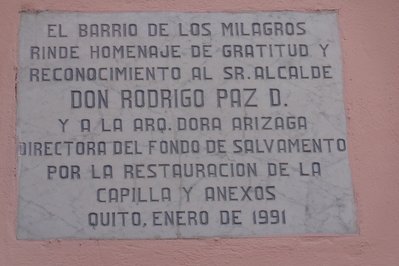 EL BARRIO DE LOS MILAGROS
RINDE HOMENAJE DE GRATITUD Y
RECONOCIMIENTO AL SR. ALCALDE
DON RODRIGO PAZ D.
Y A LA ARQ. DORA ARIZAGA
DIRECTORA DEL FONDO DE SALVAMENTO
POR LA RESTAURACION DE LA
CAPILLA Y ANEXOS
QUITO, ENERO DE 1991